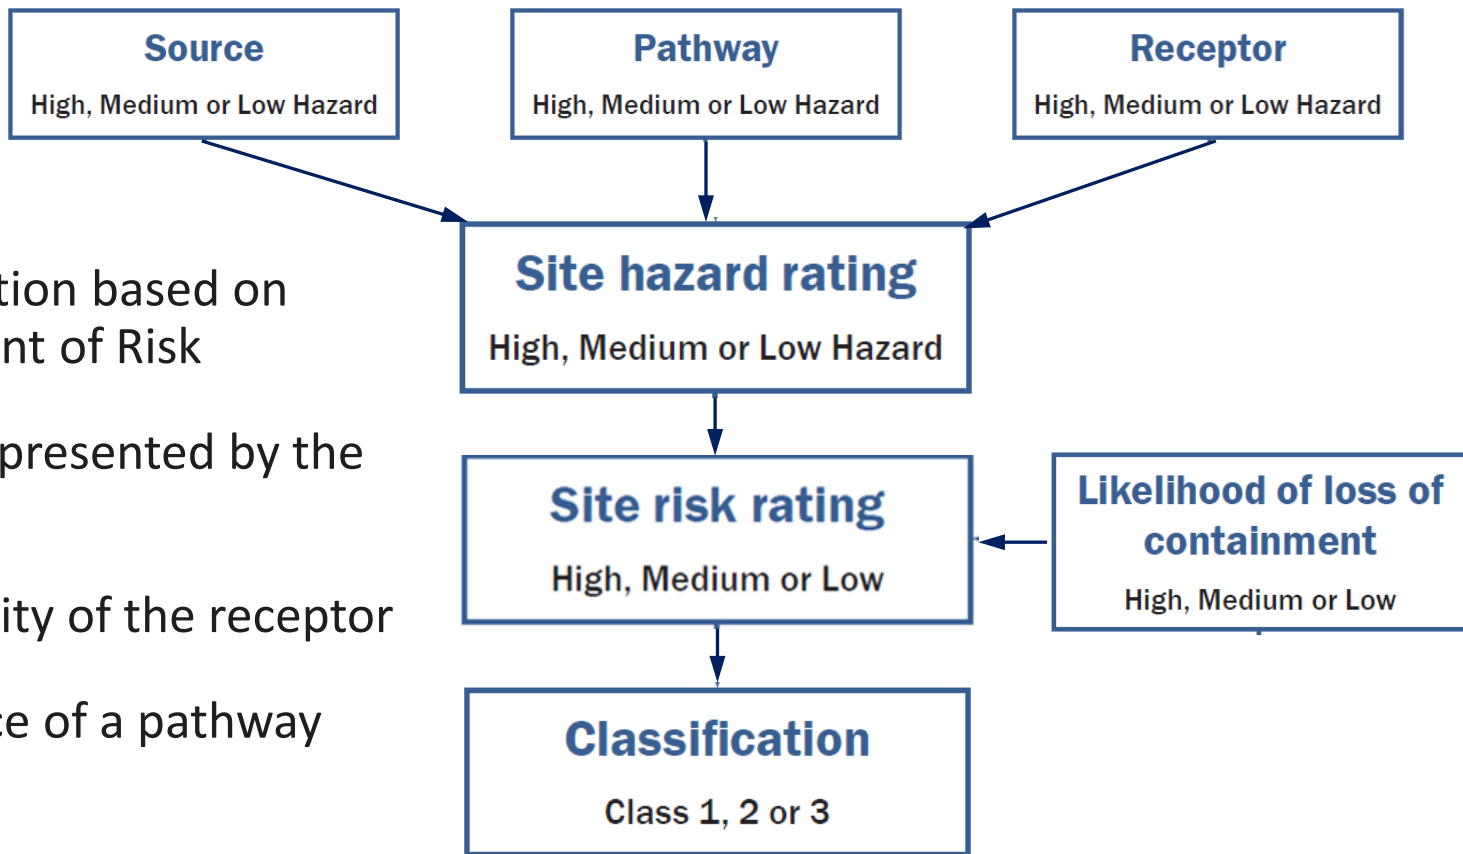 Source
High, Medium or Low Hazard
Pathway
High, Medium or Low Hazard
Receptor
High, Medium or Low Hazard
Site hazard rating
High, Medium or Low Hazard
tion based on
nt of Risk
presented by the
ity of the receptor
ce of a pathway
Site risk rating
High, Medium or Low
Likelihood of loss of
containment
High, Medium or Low
Classification
Class 1, 2 or 3